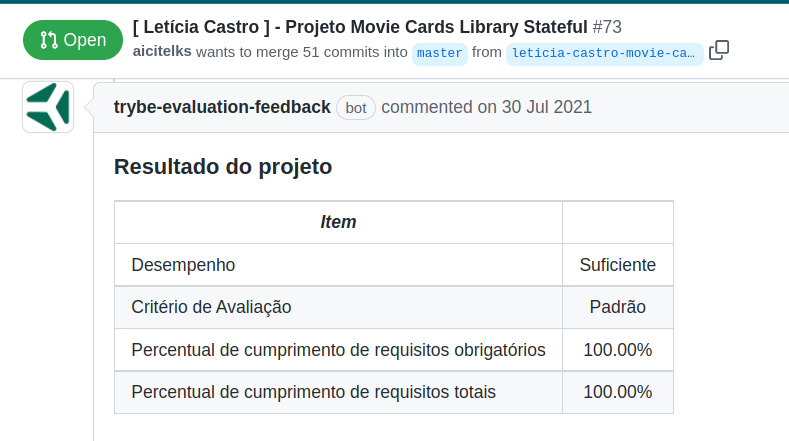 Open
[ Letícia Castro ] - Projeto Movie Cards Library Stateful #73
aicitelks wants to merge 51 commits into master from leticia-castro-movie-ca…
trybe-evaluation-feedback bot commented on 30 Jul 2021
Resultado do projeto
Item
Desempenho Suficiente
Critério de Avaliação Padrão
Percentual de cumprimento de requisitos obrigatórios 100.00%
Percentual de cumprimento de requisitos totais 100.00%